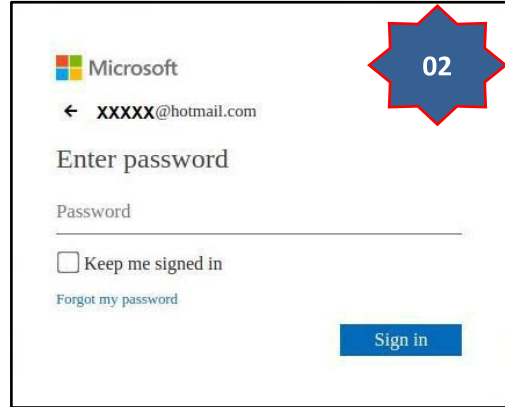 Microsoft
02
← XXXXX@hotmail.com
Enter password
Password
Keep me signed in
Forgot my password
Sign in